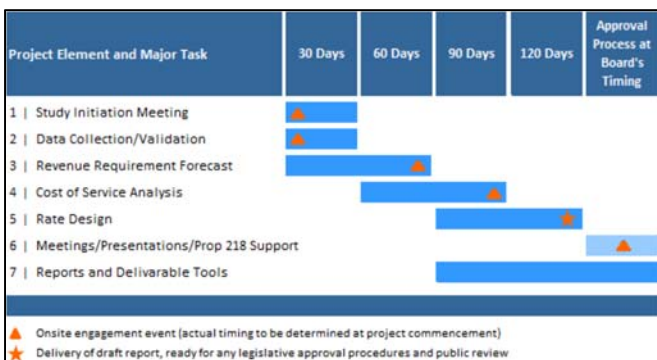 Approval
Process at
Board's
Timing
Project Element and Major Task 30 Days 60 Days 90 Days 120 Days
1 | Study Initiation Meeting
2 | Data Collection/Validation
3 | Revenue Requirement Forecast
4 | Cost of Service Analysis
5 | Rate Design
6 | Meetings/Presentations/Prop 218 Support
7 | Reports and Delivarable Tools
Onsite engagement event (actual timing to be determined at project commencement)
Delivery of draft report, ready for any legislative approval procedures and public review